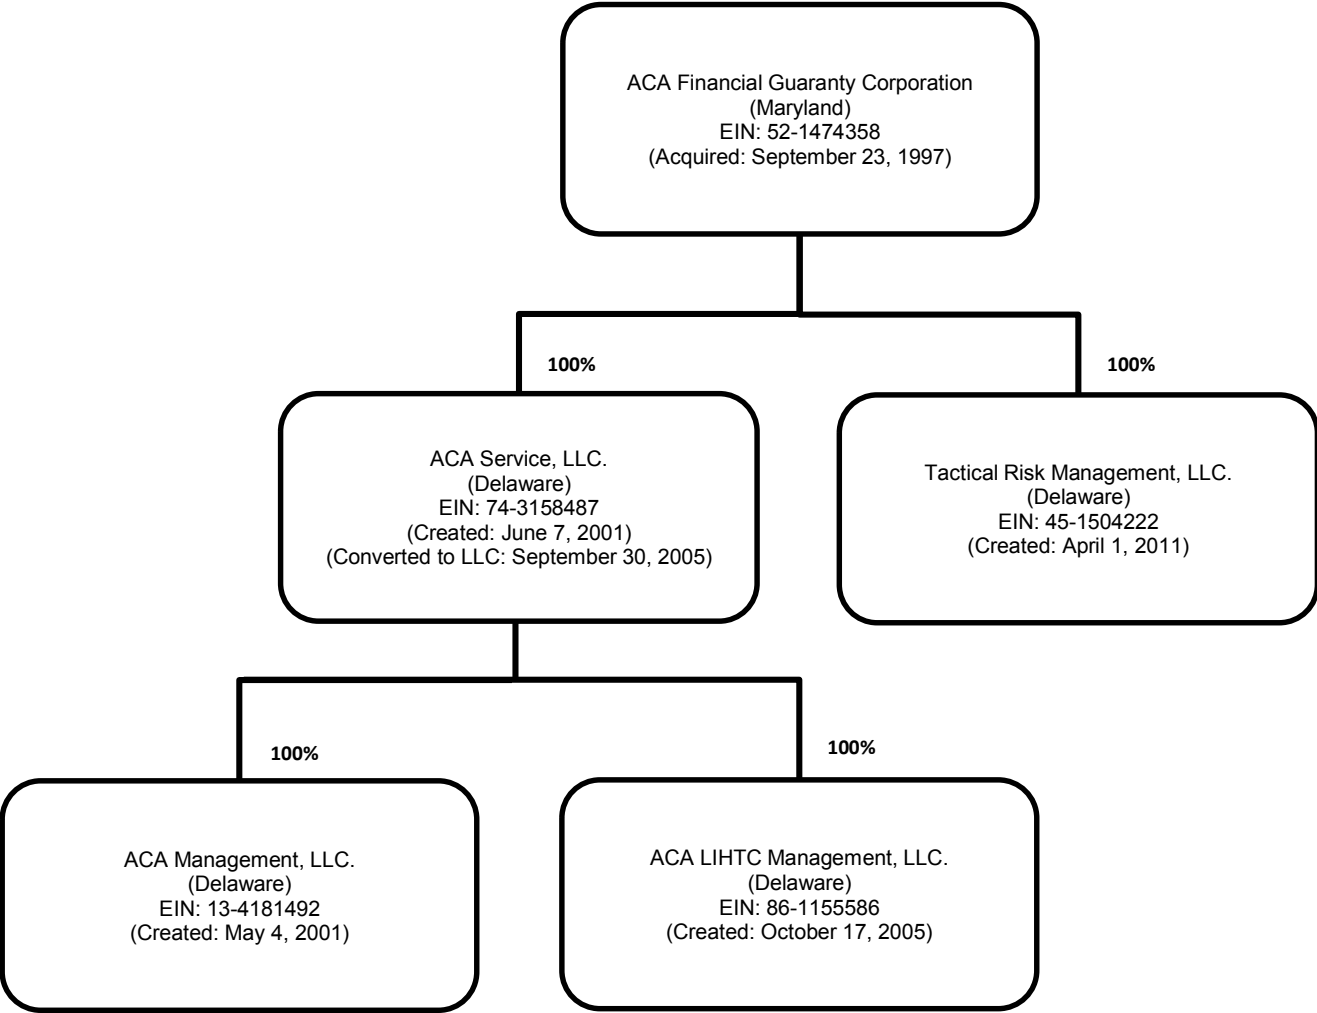 ACA Financial Guaranty Corporation
(Maryland)
EIN: 52-1474358
(Acquired: September 23, 1997)
100%
100%
ACA Service, LLC.
(Delaware)
EIN: 74-3158487
(Created: June 7, 2001)
(Converted to LLC: September 30, 2005)
Tactical Risk Management, LLC.
(Delaware)
EIN: 45-1504222
(Created: April 1, 2011)
100%
100%
ACA Management, LLC.
(Delaware)
EIN: 13-4181492
(Created: May 4, 2001)
ACA LIHTC Management, LLC.
(Delaware)
EIN: 86-1155586
(Created: October 17, 2005)